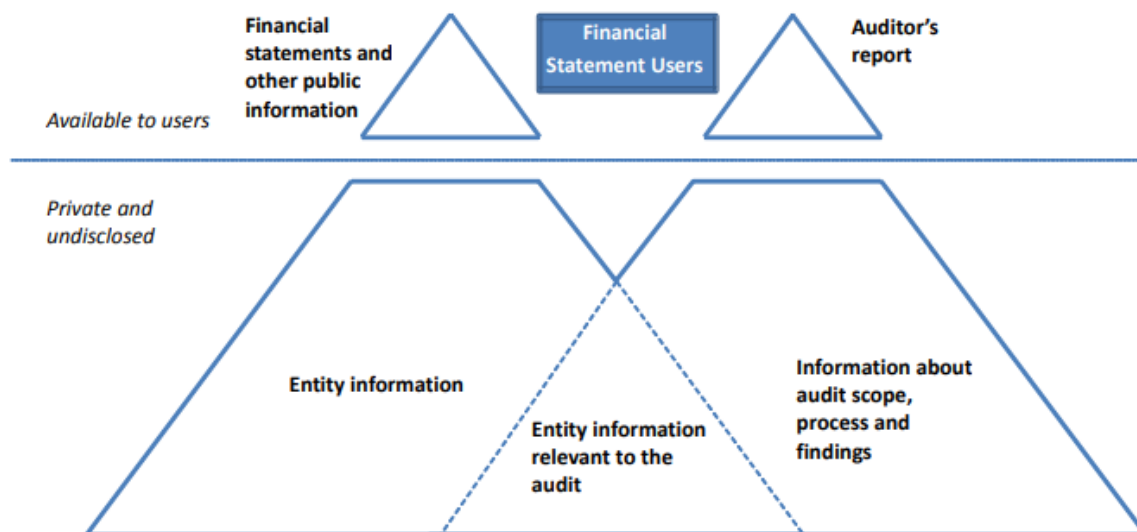 Financial
statements and
other public
information
Financial
Statement Users
Auditor's
report
Available to users
Private and
undisclosed
Entity information
Entity information
relevant to the
audit
Information about
audit scope,
process and
findings